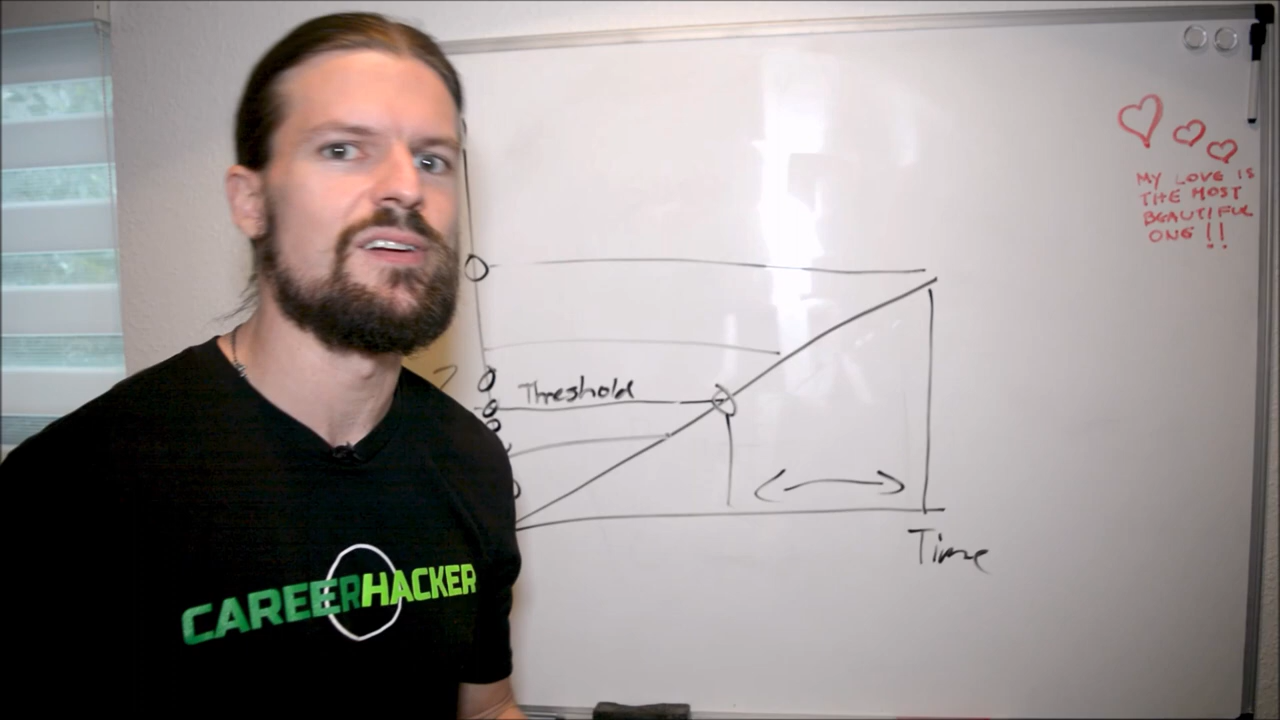 MY LOVE IS
THE MOST
BEAUTIFUL
ONE!!
Threshold
Time
CAREERHACKER